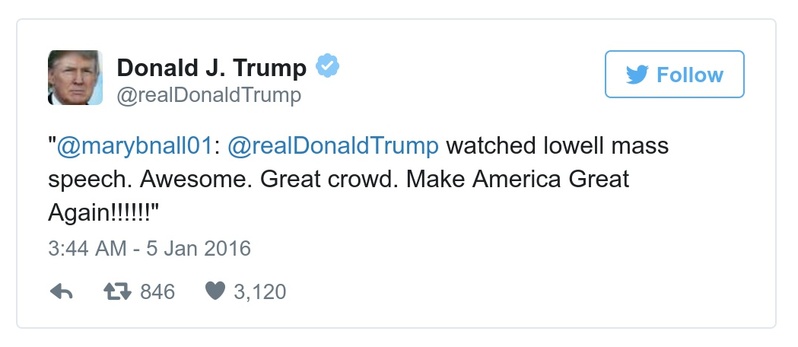 Donald J. Trump
Follow
@realDonaldTrump
"@marybnall01: @realDonaldTrump watched lowell mass
speech. Awesome. Great crowd. Make America Great
Again!!!!!!"
3:44 AM - 5 Jan 2016
846 3,120